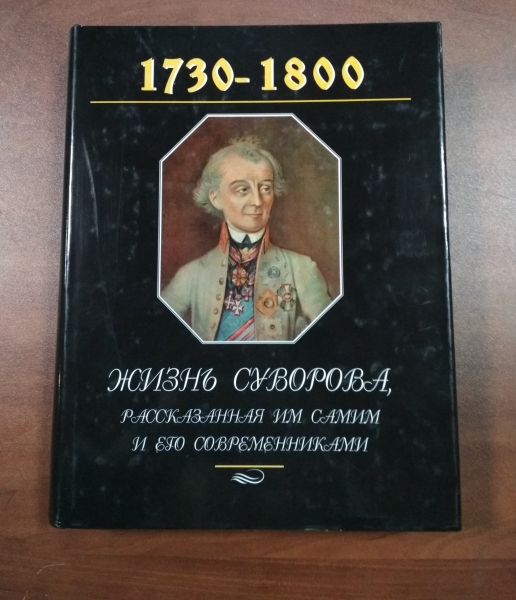 1730-1800
ЖИЗНЬ СУВОРОВА,
РАССКАЗАННАЯ ИМ САМИМ
И ЕГО СОВРЕМЕННИКАМИ